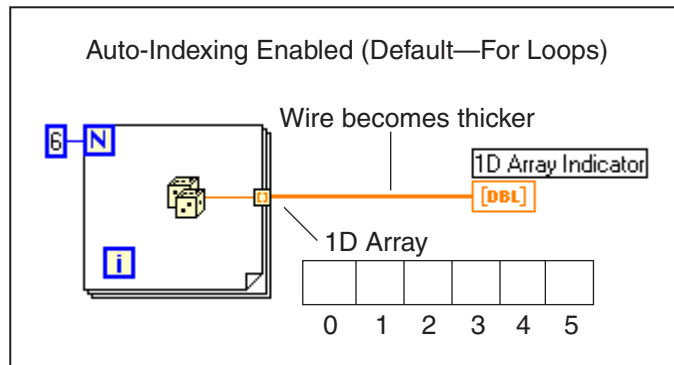 Auto-Indexing Enabled (Default—For Loops)
6 N
Wire becomes thicker
1D Array Indicator
[DBL]
1D Array
i
0 1 2 3 4 5